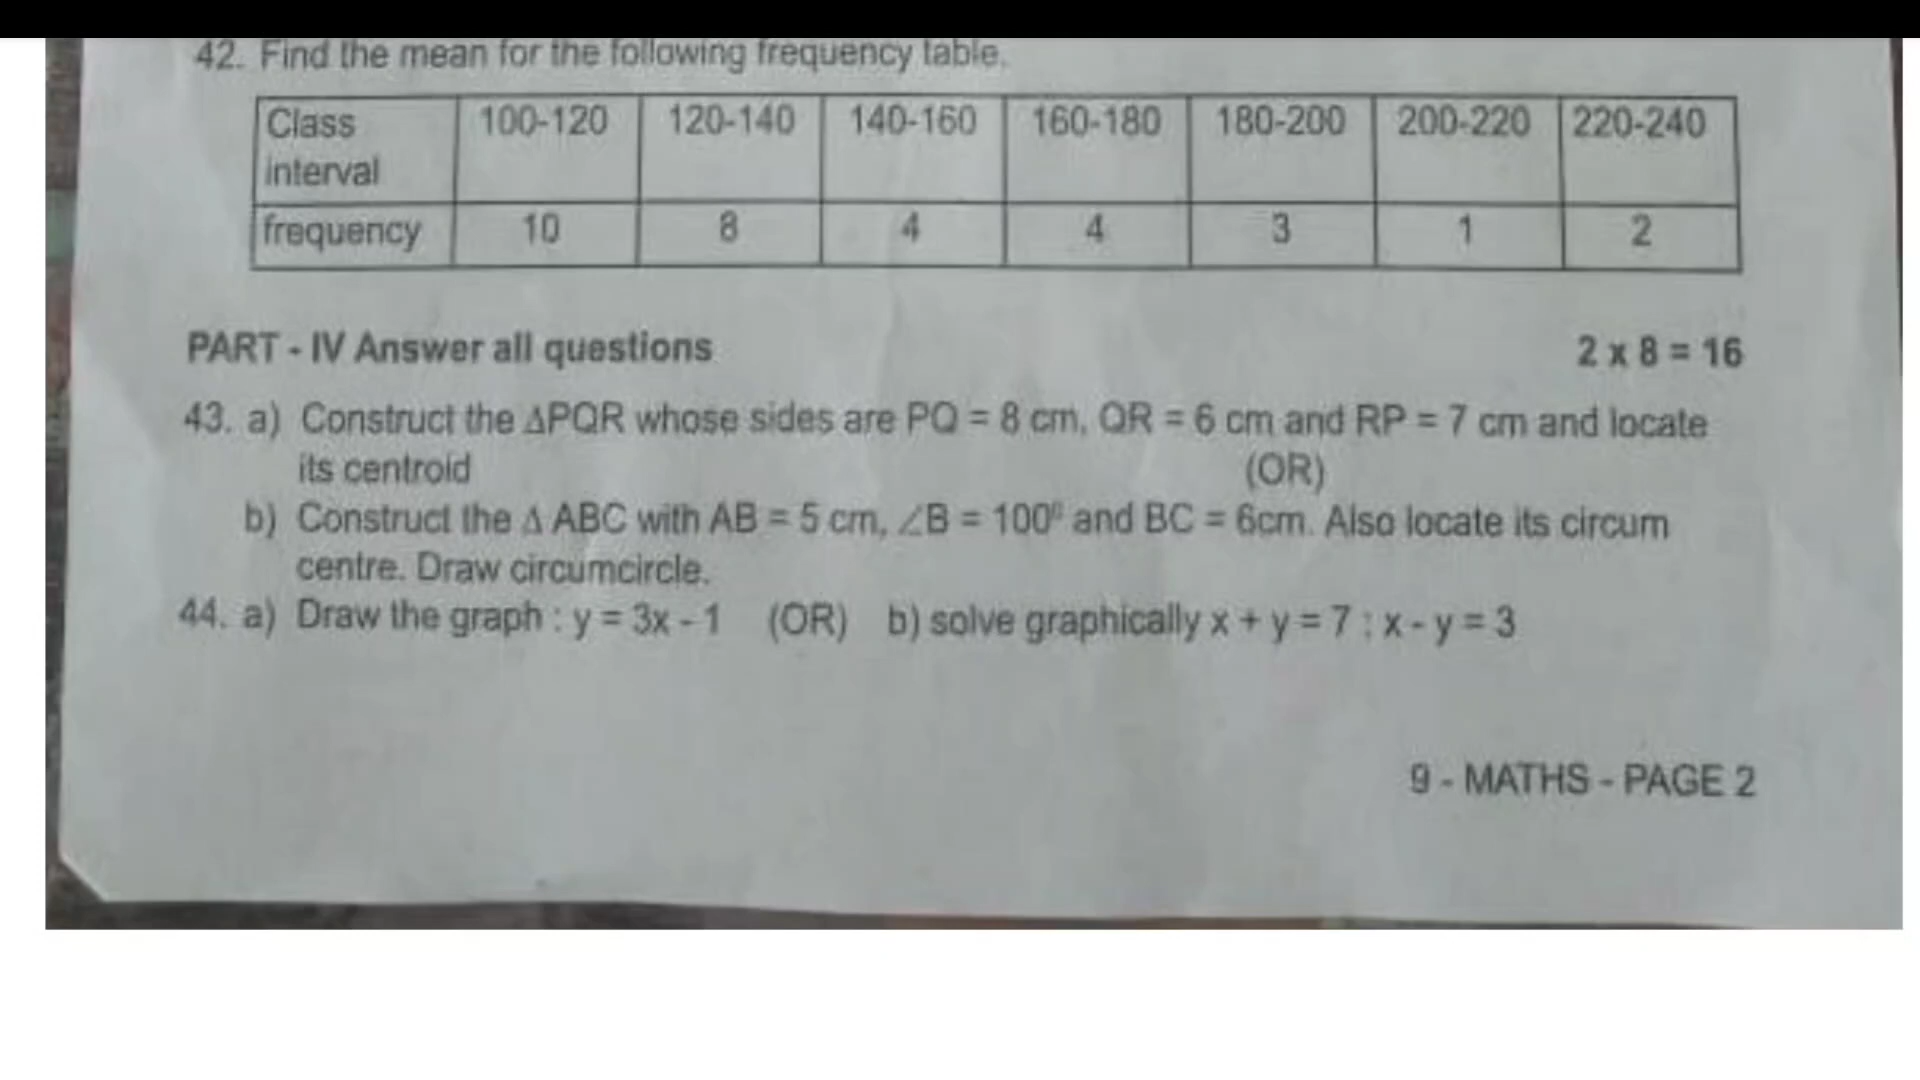 42. Find the mean for the following frequency table.
Class interval 100-120 120-140 140-160 160-180 180-200 200-220 220-240
frequency 10 8 4 4 3 1 2
PART - IV Answer all questions 2 x 8 = 16
43. a) Construct the ΔPQR whose sides are PQ = 8 cm, QR = 6 cm and RP = 7 cm and locate
its centroid (OR)
b) Construct the Δ ABC with AB = 5 cm, ∠B = 100⁰ and BC = 6cm. Also locate its circum
centre. Draw circumcircle.
44. a) Draw the graph : y = 3x - 1 (OR) b) solve graphically x + y = 7 ; x - y = 3
9 - MATHS - PAGE 2